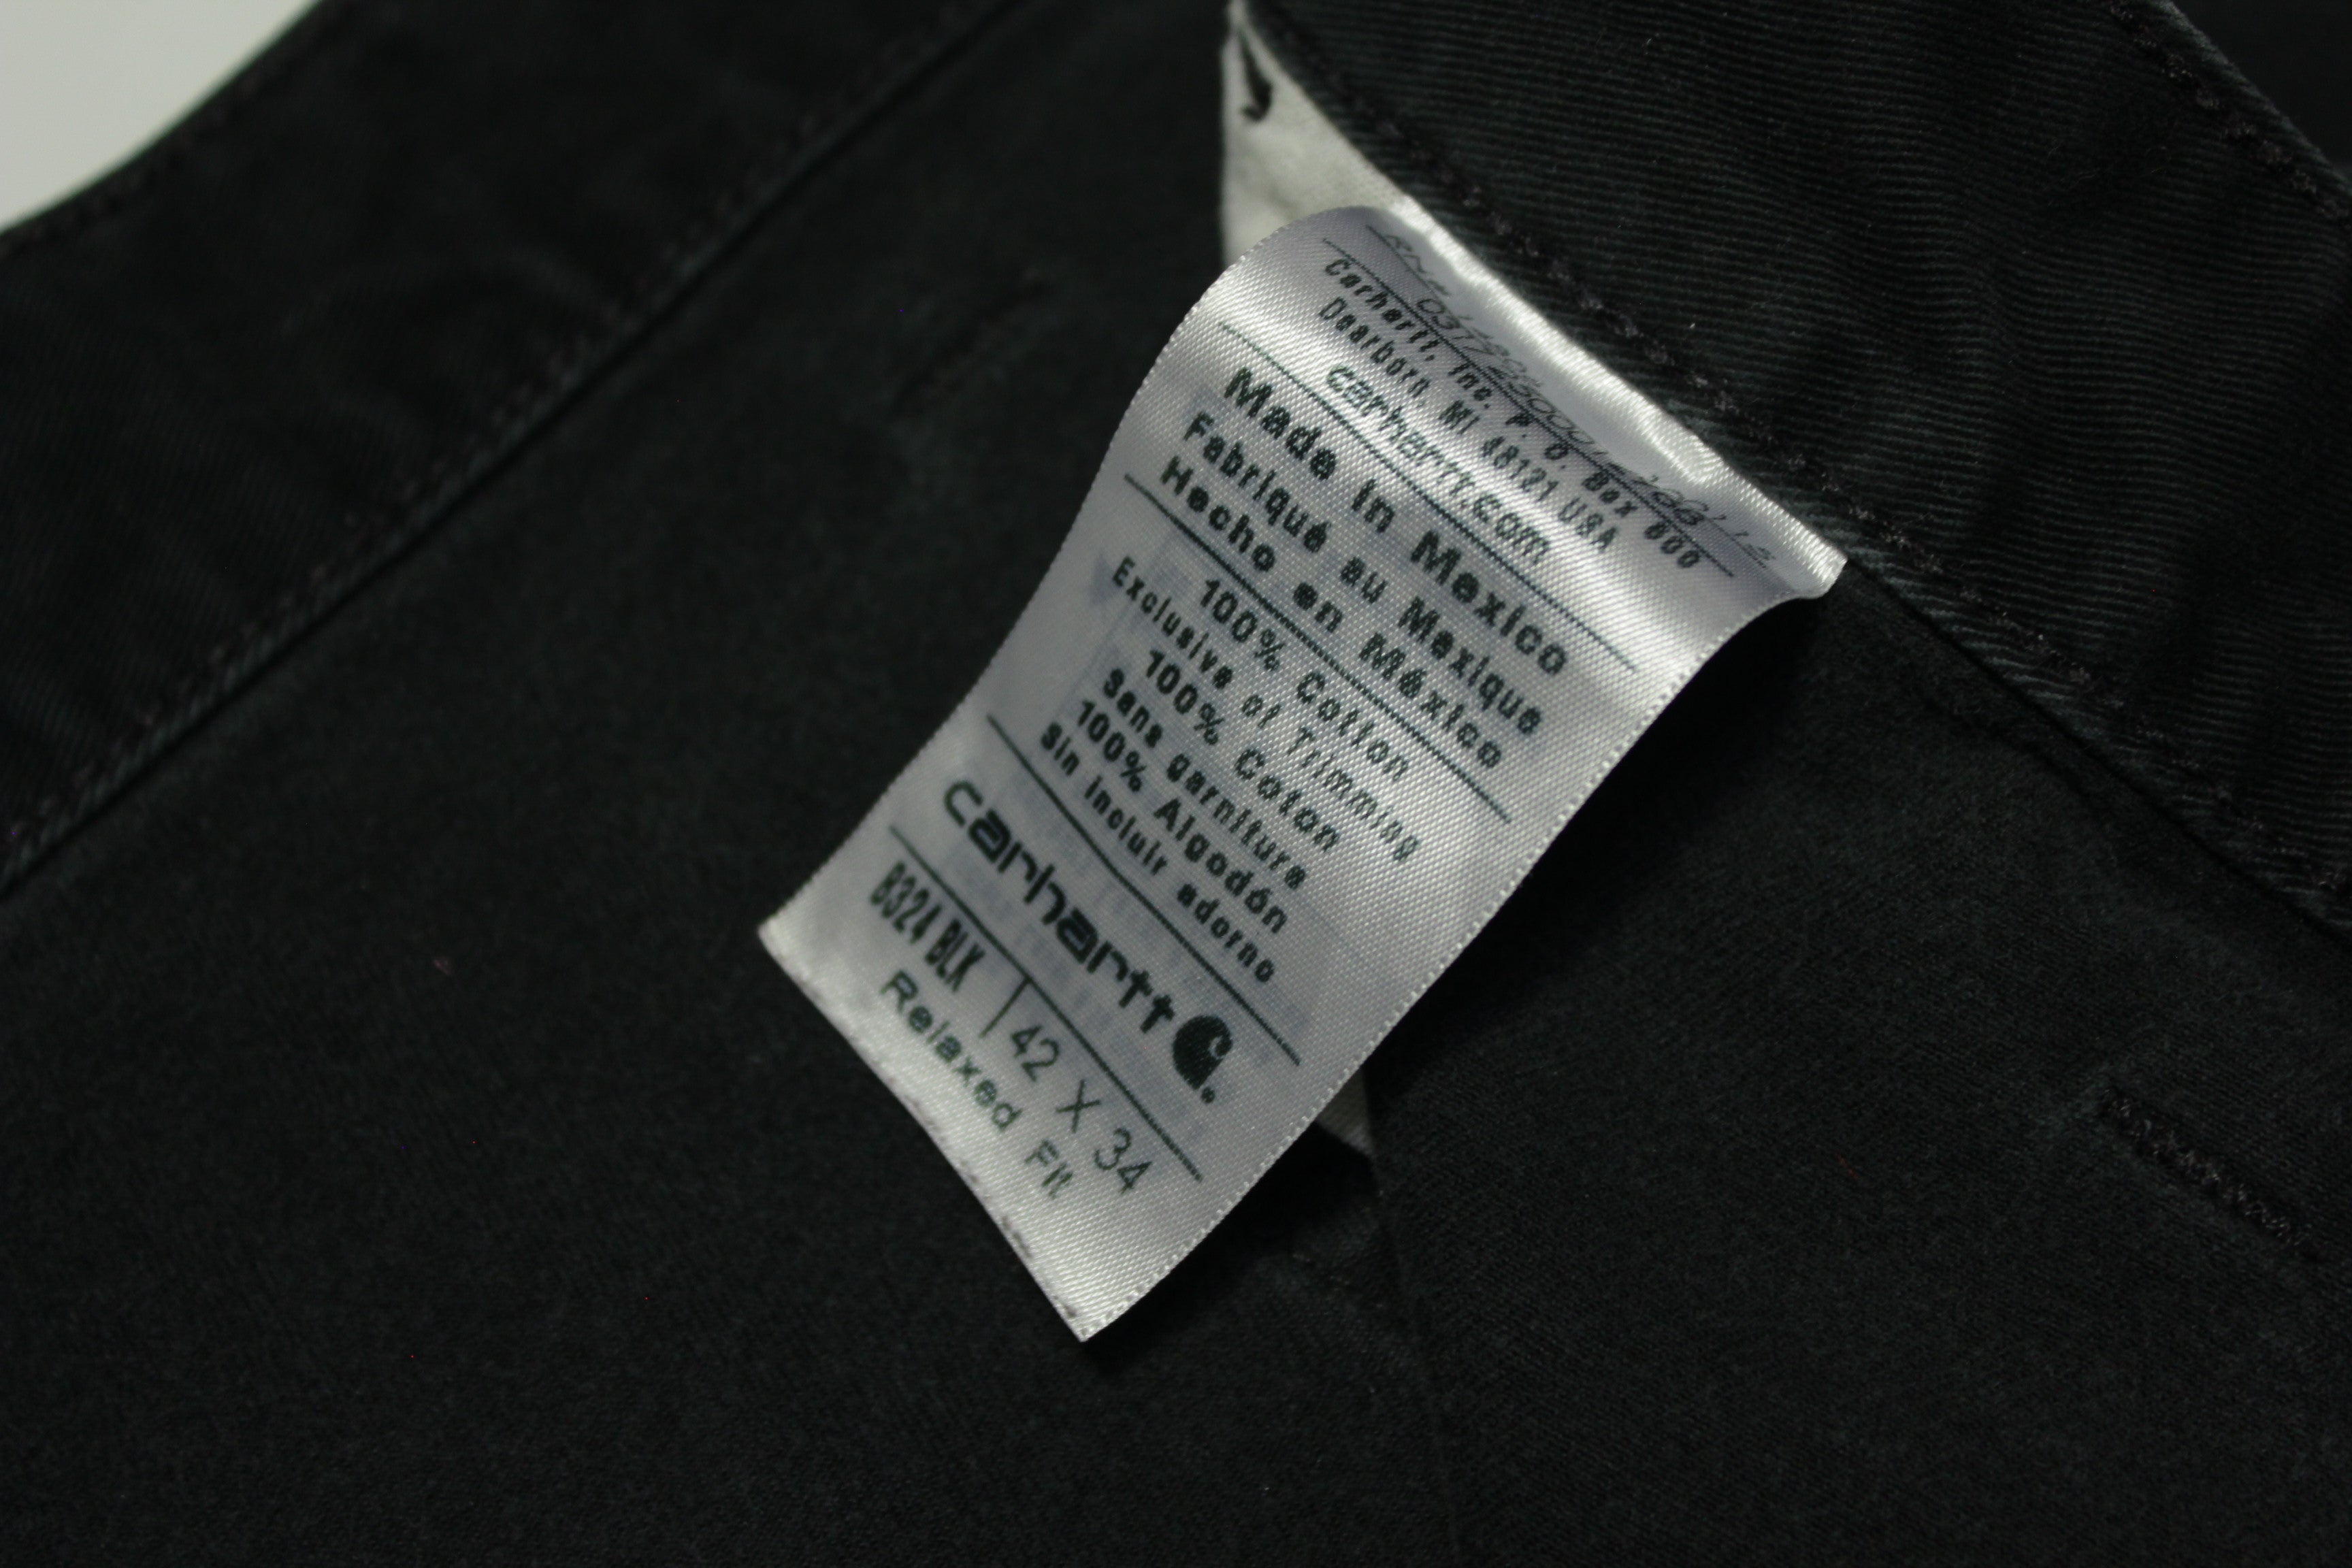 Carhartt, Inc. P. O. Box 600
Dearborn MI 48121 USA
carhartt.com
Made in Mexico
Fabriqué au Mexique
Hecho en México
100% Cotton
Exclusive of Trimming
100% Coton
Sans garniture
100% Algodón
Sin incluir adorno
carhartt
B324 BLK | 42 X 34
Relaxed Fit